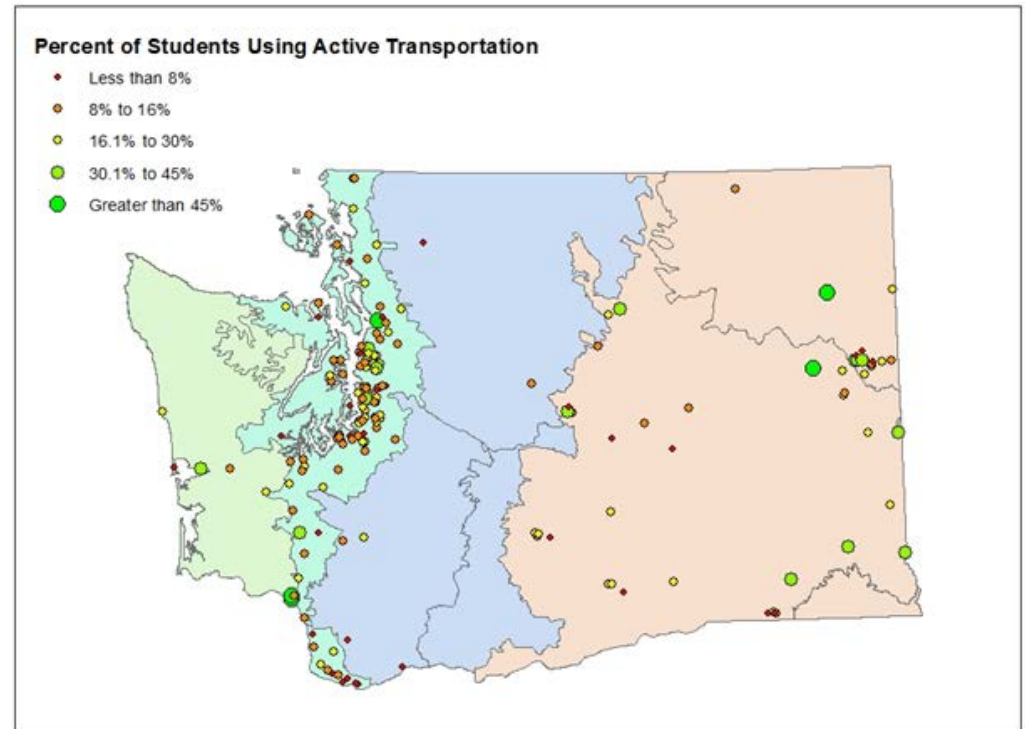 Percent of Students Using Active Transportation
Less than 8%
8% to 16%
16.1% to 30%
30.1% to 45%
Greater than 45%